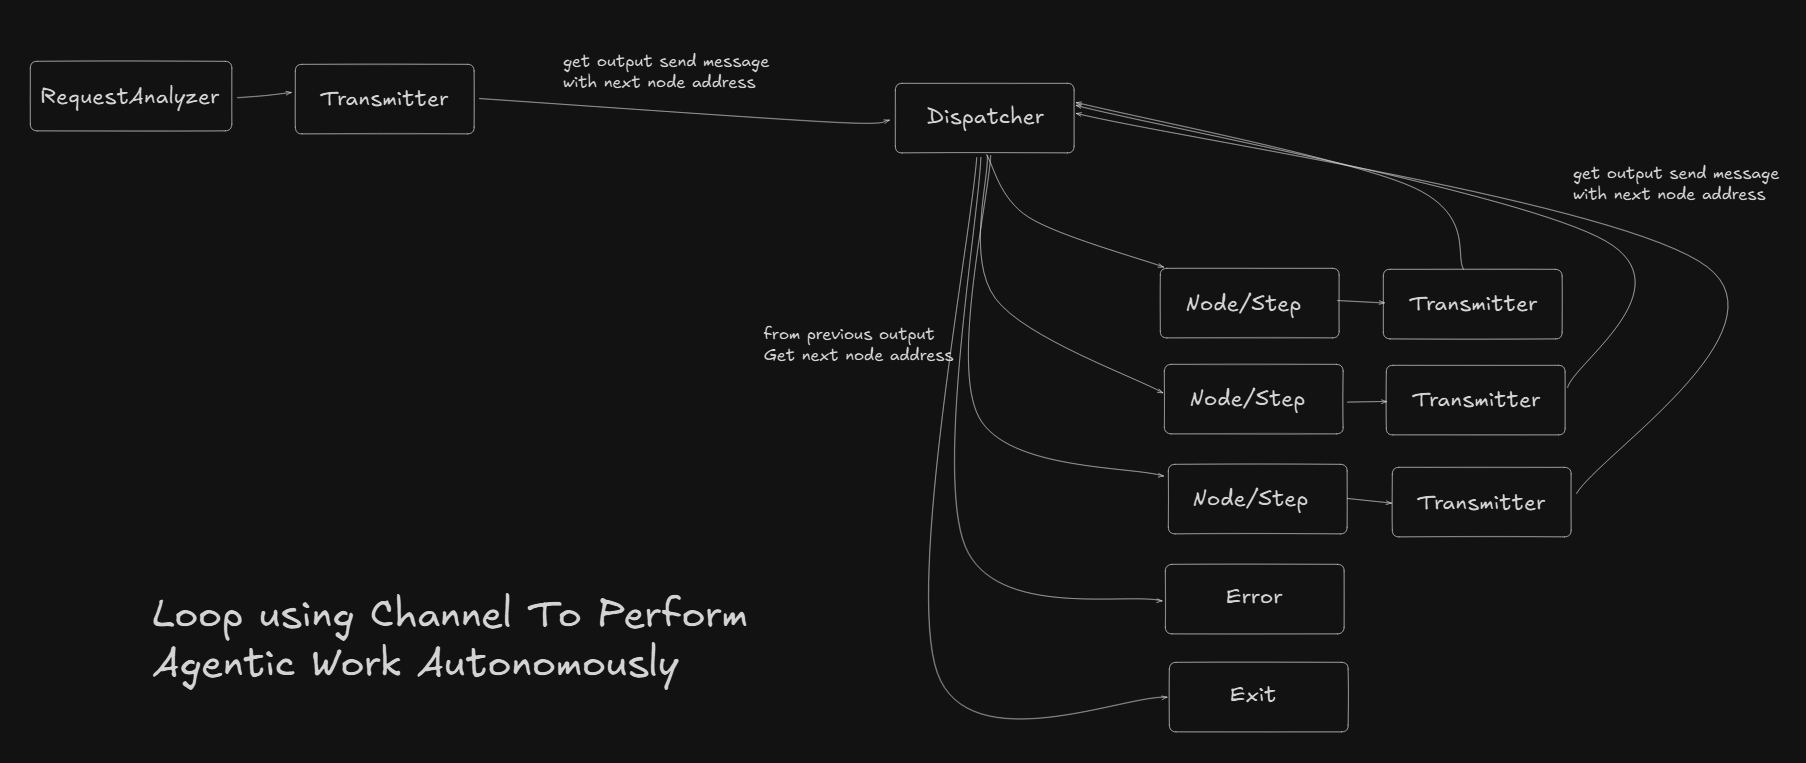 RequestAnalyzer
Transmitter
get output send message
with next node address
Dispatcher
get output send message
with next node address
Node/Step
Transmitter
from previous output
Get next node address
Node/Step
Transmitter
Node/Step
Transmitter
Error
Loop using Channel To Perform
Agentic Work Autonomously
Exit